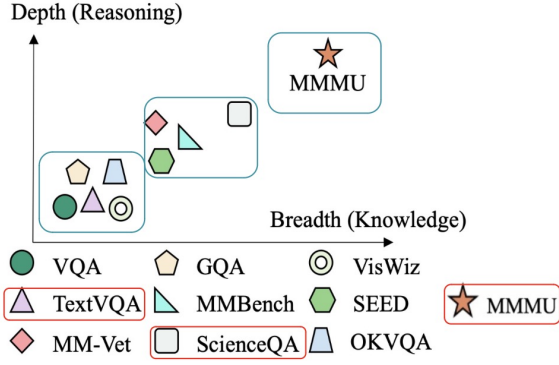 Depth (Reasoning)
MMMU
Breadth (Knowledge)
VQA GQA VisWiz
TextVQA MMBench SEED MMMU
MM-Vet ScienceQA OKVQA